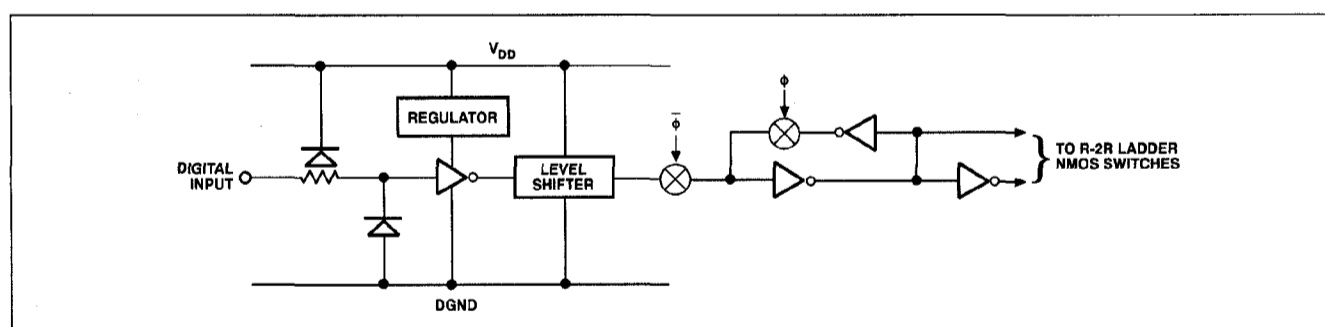 V_DD
REGULATOR
DIGITAL
INPUT
LEVEL
SHIFTER
DGND
ϕ̅
ϕ
TO R-2R LADDER
NMOS SWITCHES